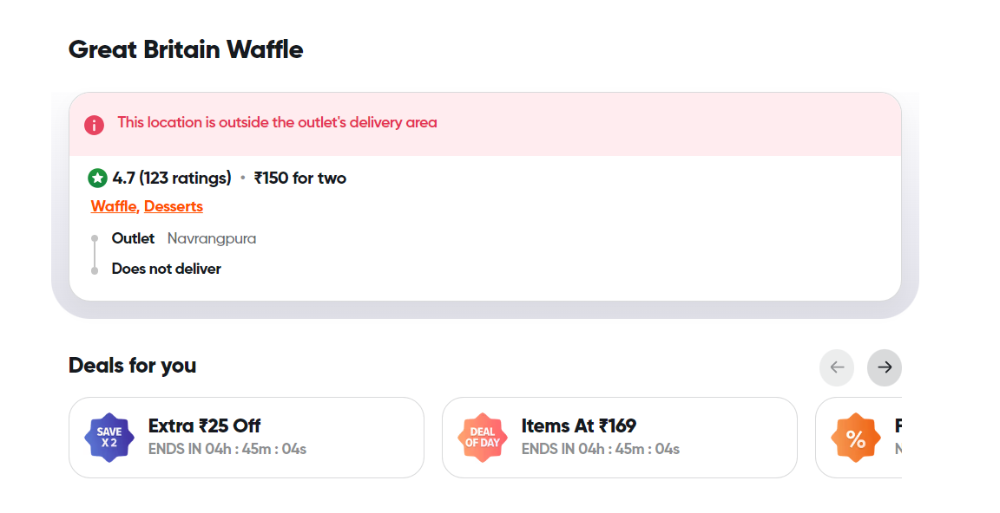 Great Britain Waffle
This location is outside the outlet's delivery area
4.7 (123 ratings) • ₹150 for two
Waffle, Desserts
Outlet Navrangpura
Does not deliver
Deals for you
SAVE
X 2
Extra ₹25 Off
ENDS IN 04h : 45m : 04s
DEAL
OF DAY
Items At ₹169
ENDS IN 04h : 45m : 04s
%